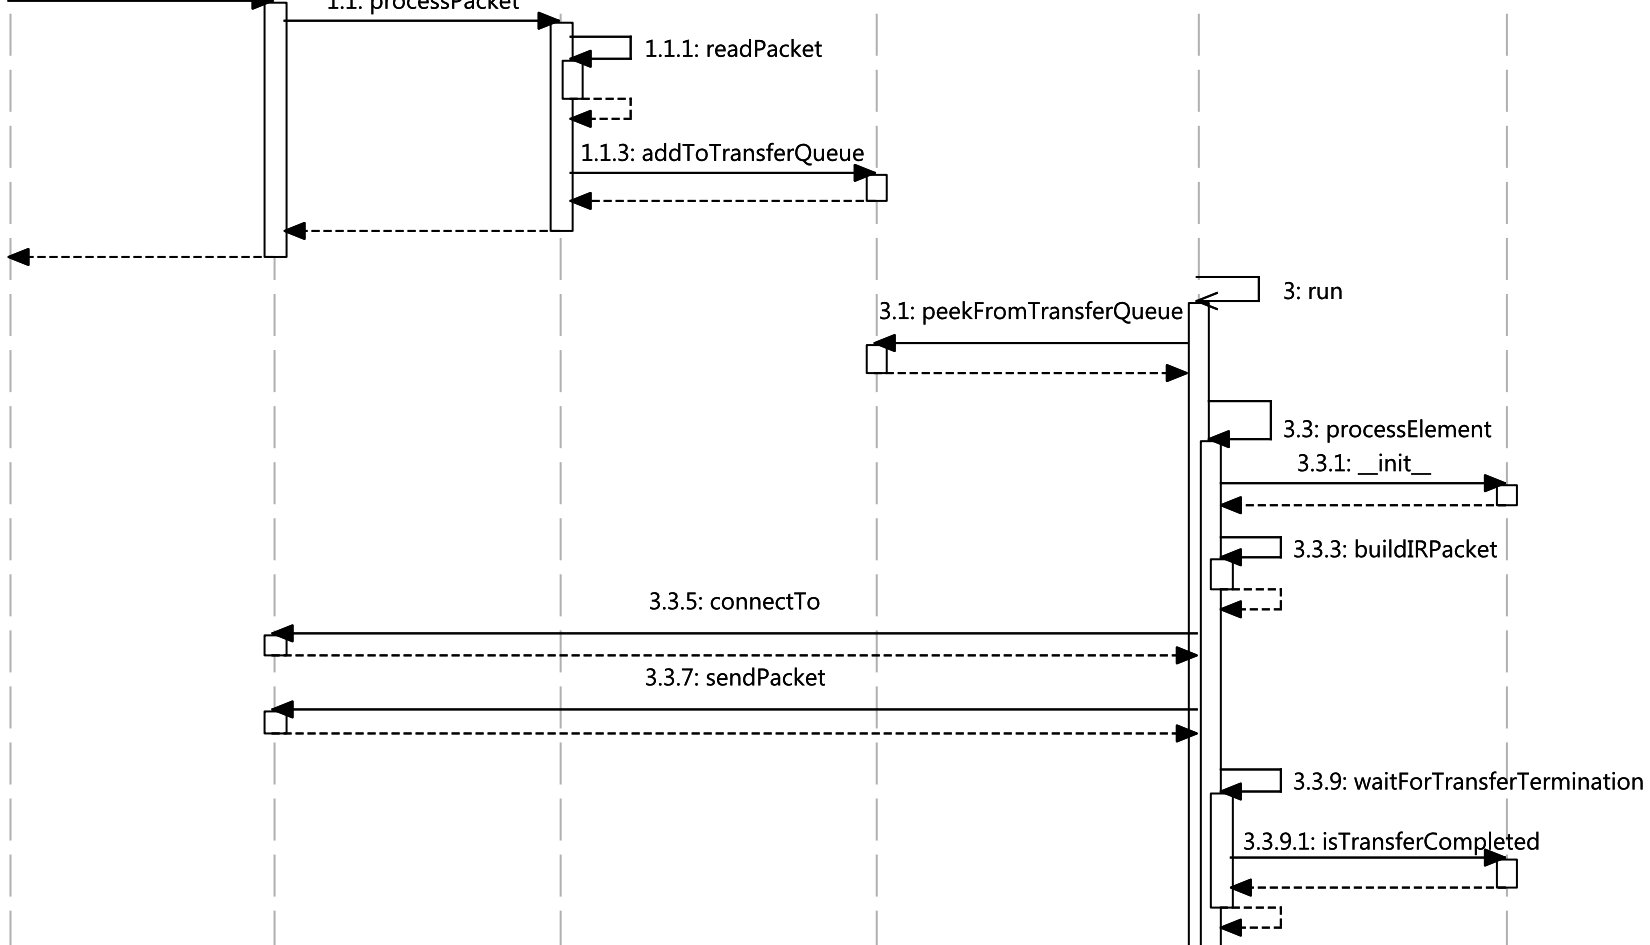 1.1: processPacket
1.1.1: readPacket
1.1.3: addToTransferQueue
3: run
3.1: peekFromTransferQueue
3.3: processElement
3.3.1: __init__
3.3.3: buildIRPacket
3.3.5: connectTo
3.3.7: sendPacket
3.3.9: waitForTransferTermination
3.3.9.1: isTransferCompleted